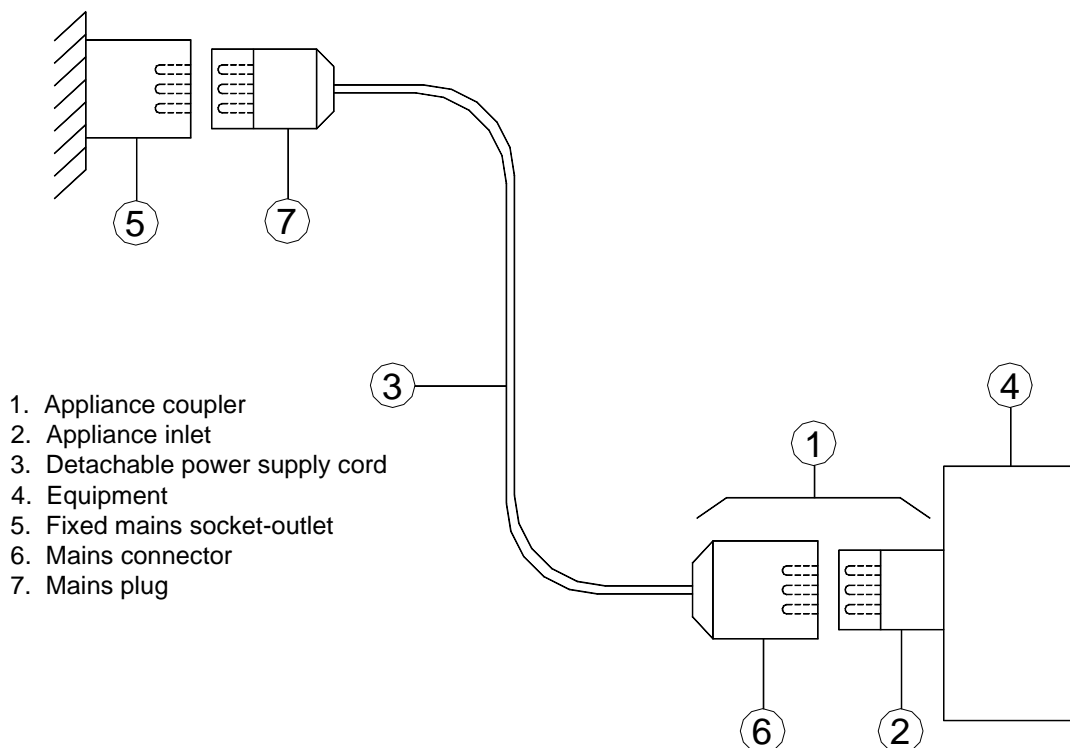 5
7
3
4
1. Appliance coupler
2. Appliance inlet
3. Detachable power supply cord
4. Equipment
5. Fixed mains socket-outlet
6. Mains connector
7. Mains plug
1
6
2